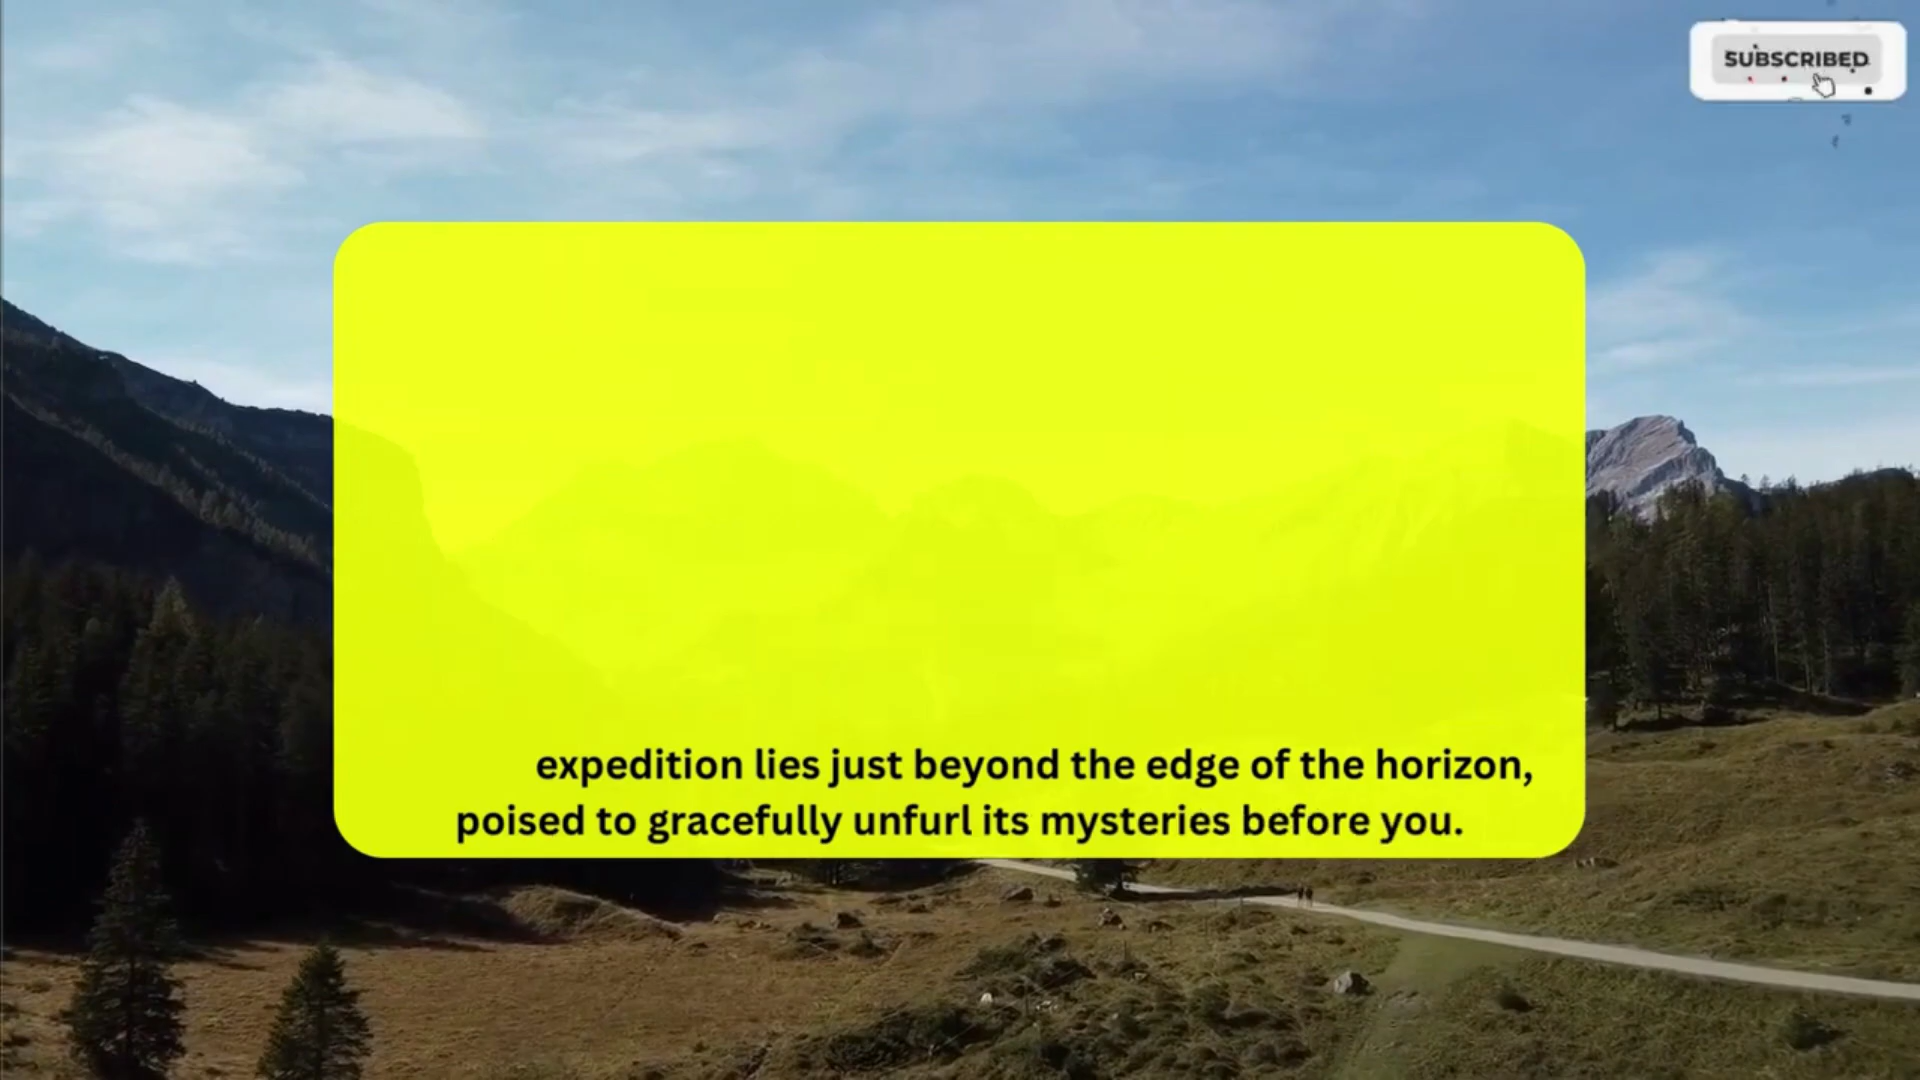 SUBSCRIBED
expedition lies just beyond the edge of the horizon,
poised to gracefully unfurl its mysteries before you.